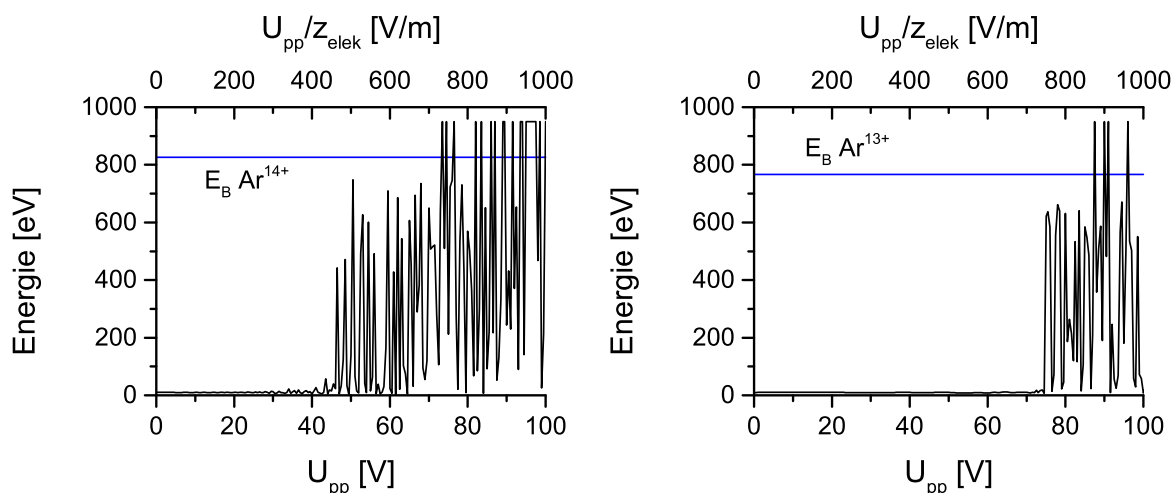 U_pp/z_elek [V/m]
0 200 400 600 800 1000
1000
800
600
400
200
0
Energie [eV]
E_B Ar^14+
0 20 40 60 80 100
U_pp [V]
U_pp/z_elek [V/m]
0 200 400 600 800 1000
1000
800
600
400
200
0
Energie [eV]
E_B Ar^13+
0 20 40 60 80 100
U_pp [V]